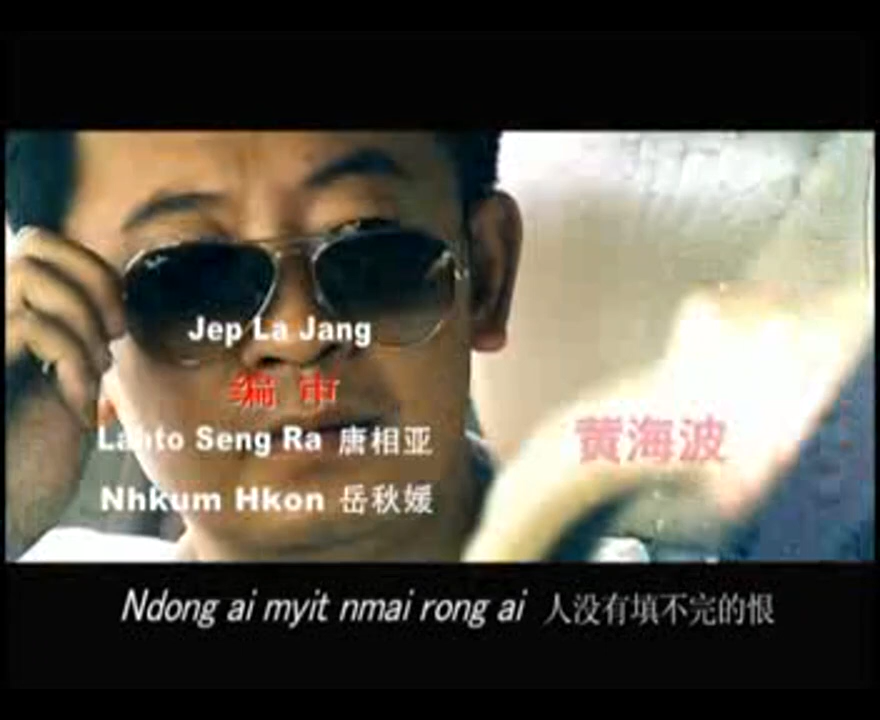 Jep La Jang
编 审
Lahto Seng Ra 唐相亚
Nhkum Hkon 岳秋媛
黄海波
Ndong ai myit nmai rong ai 人没有填不完的恨